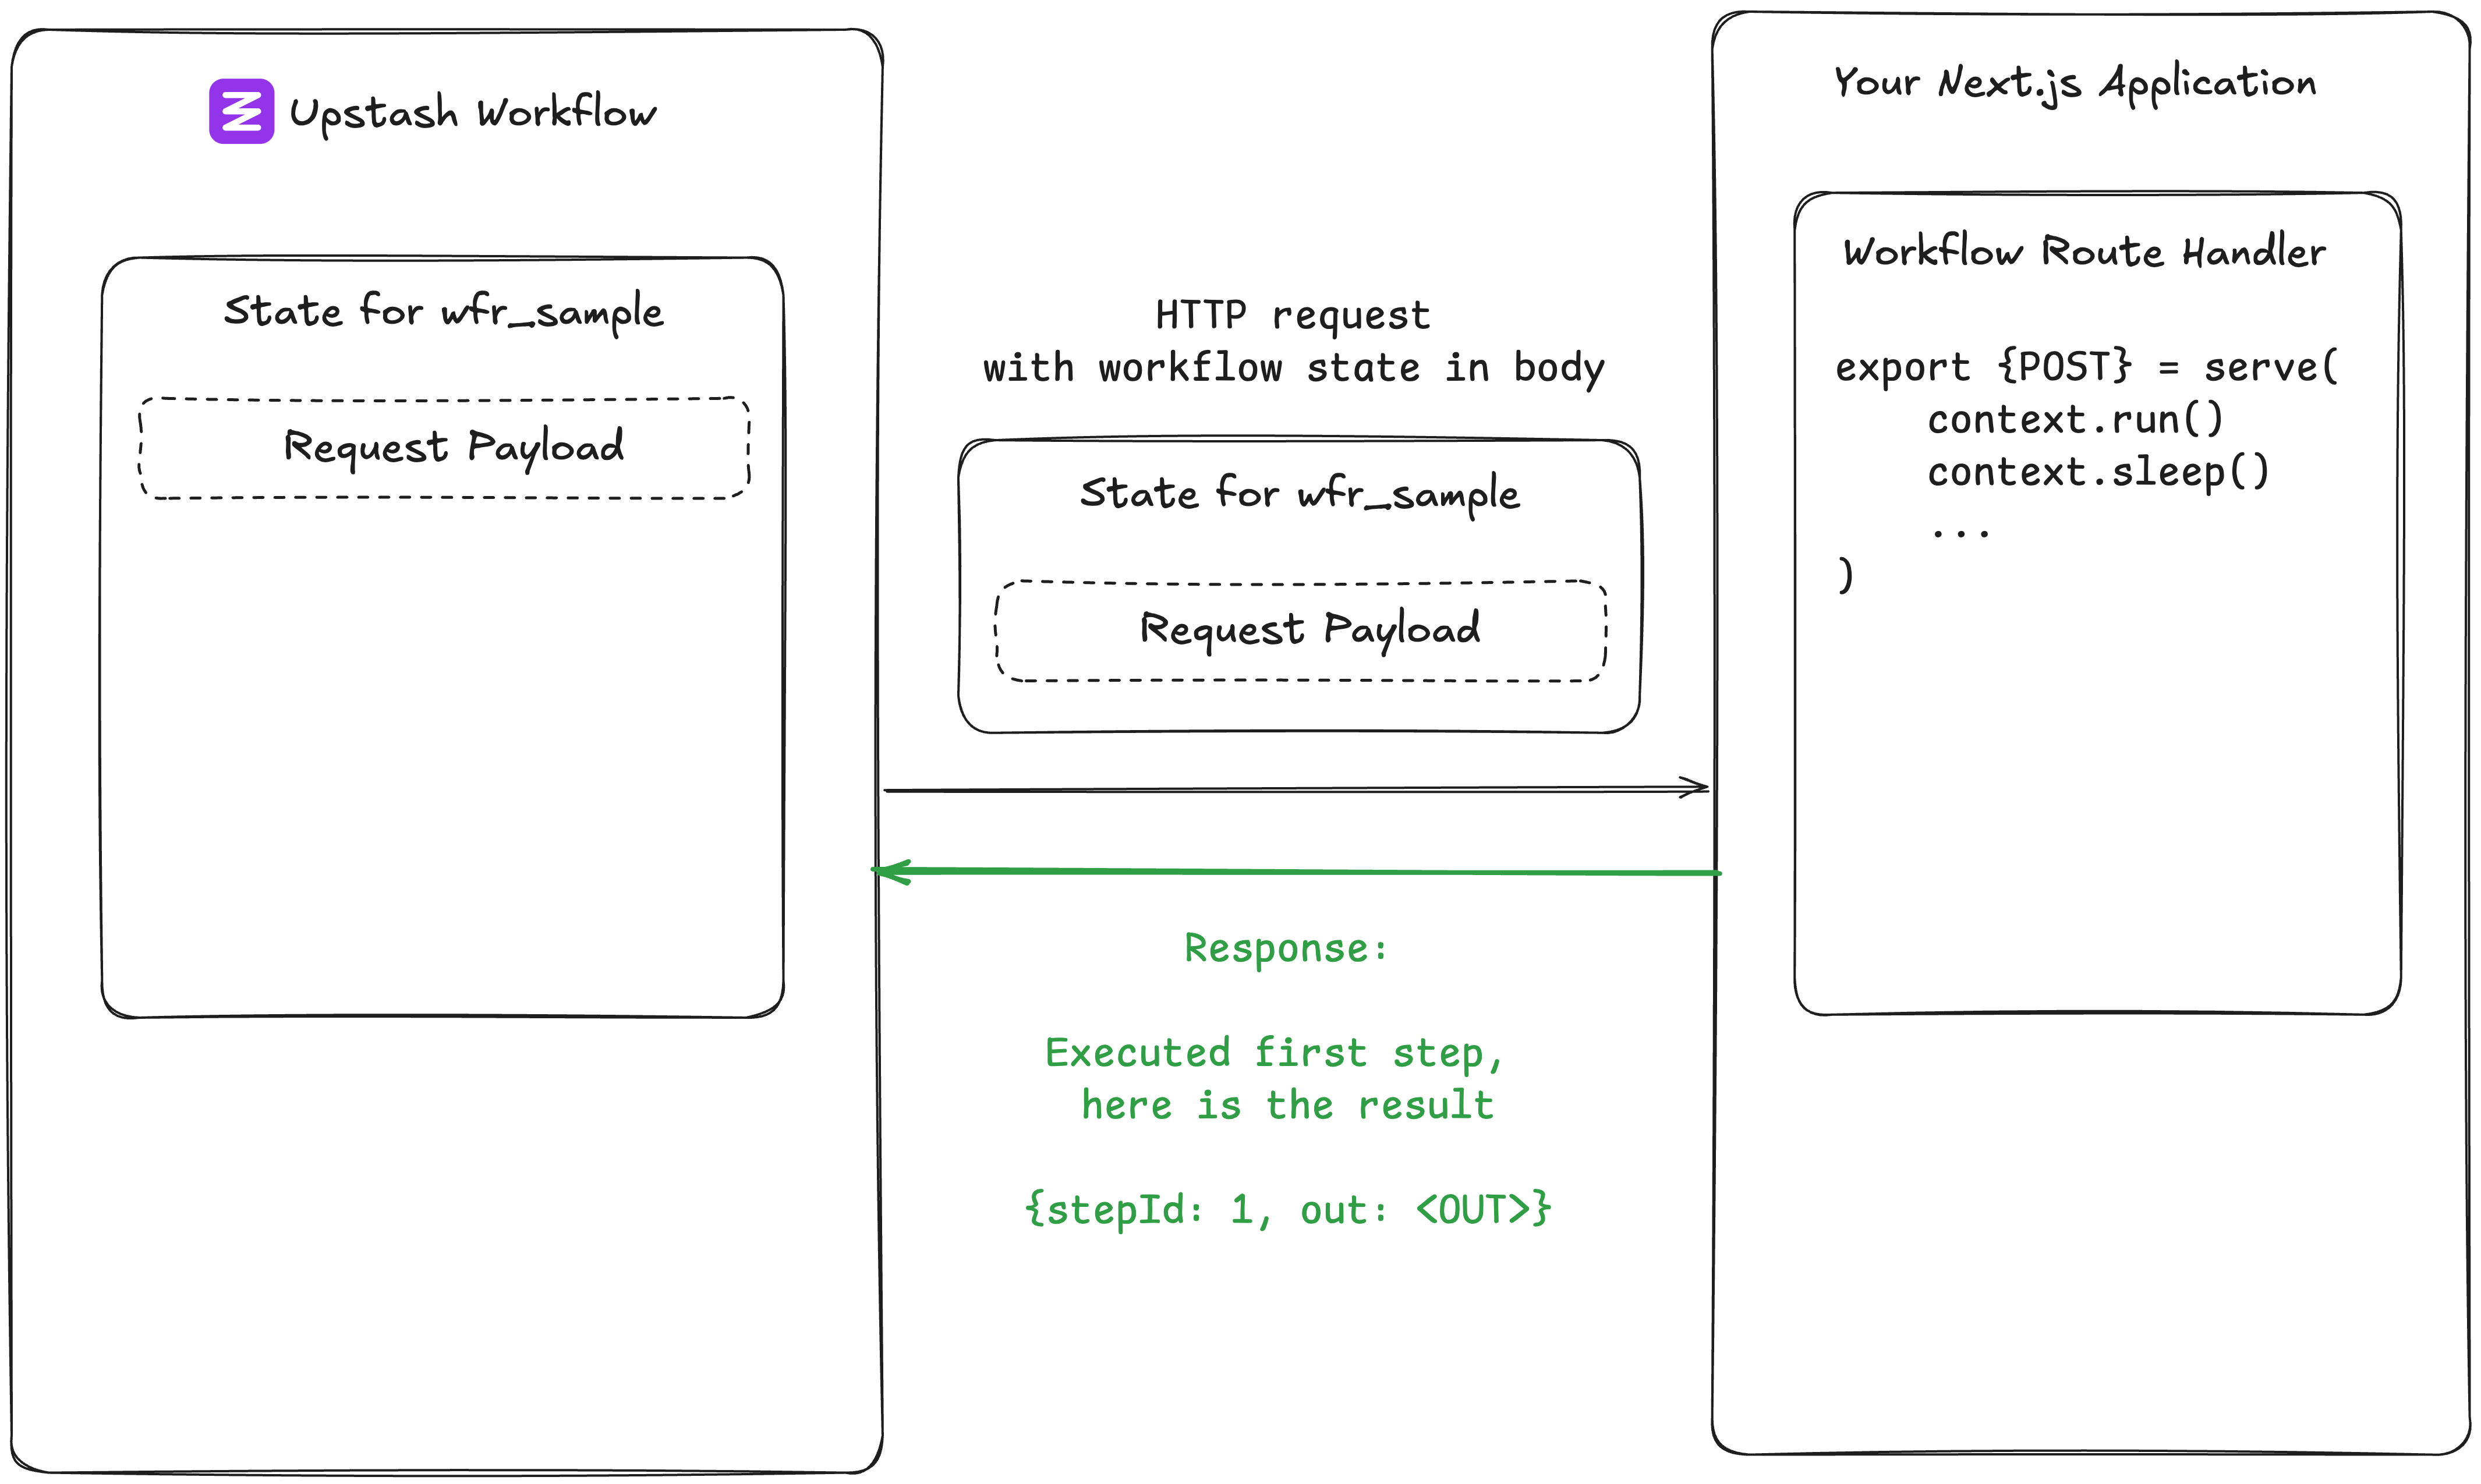 Upstash Workflow
State for wfr_sample
Request Payload
HTTP request
with workflow state in body
State for wfr_sample
Request Payload
Response:
Executed first step,
here is the result
{stepId: 1, out: <OUT>}
Your Next.js Application
Workflow Route Handler
export {POST} = serve(
context.run()
context.sleep()
...
)